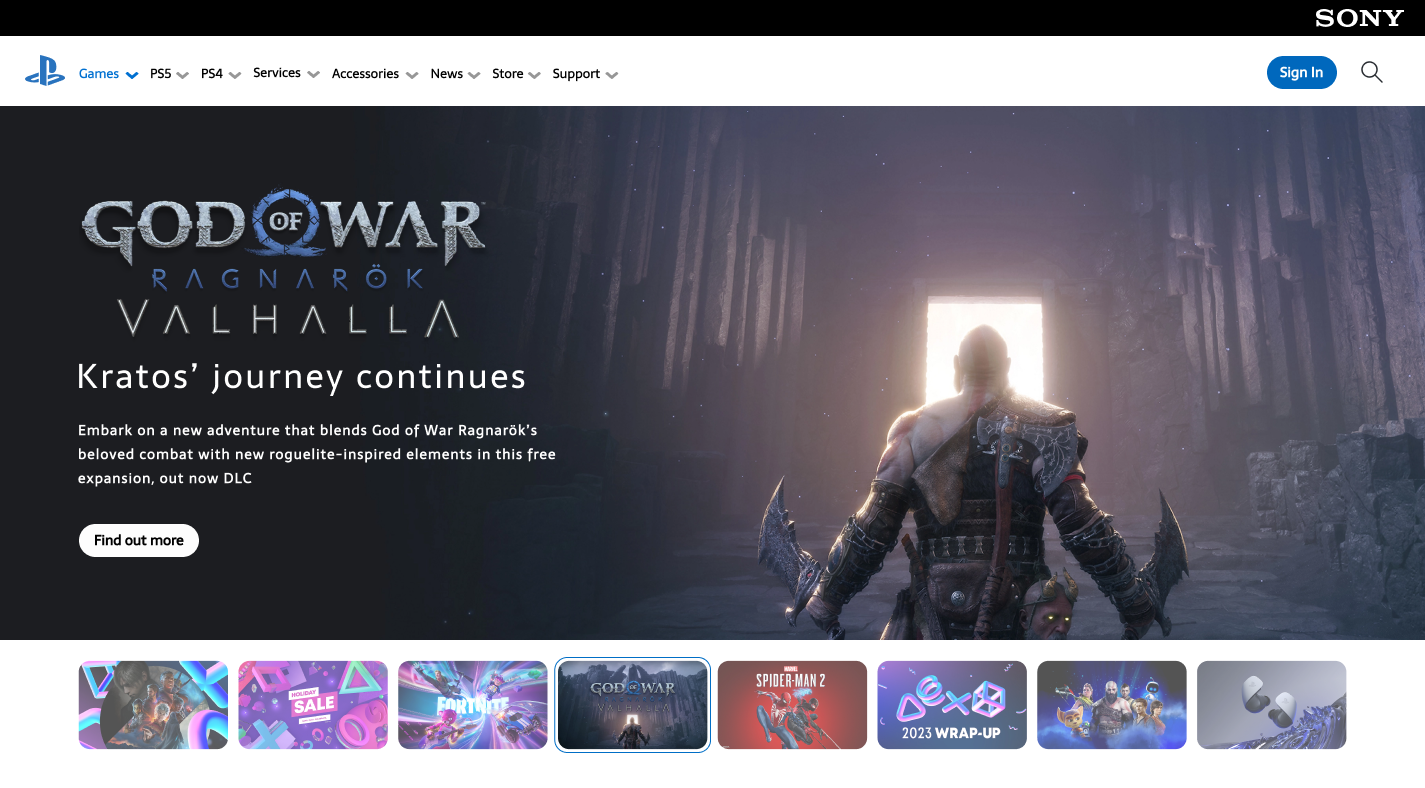 SONY
Games PS5 PS4 Services Accessories News Store Support Sign In
GOD OF WAR
RAGNARÖK
VALHALLA
Kratos’ journey continues
Embark on a new adventure that blends God of War Ragnarök’s
beloved combat with new roguelite-inspired elements in this free
expansion, out now DLC
Find out more
HOLIDAY
SALE
FORTNITE
GOD OF WAR
VALHALLA
MARVEL
SPIDER-MAN 2
2023 WRAP-UP